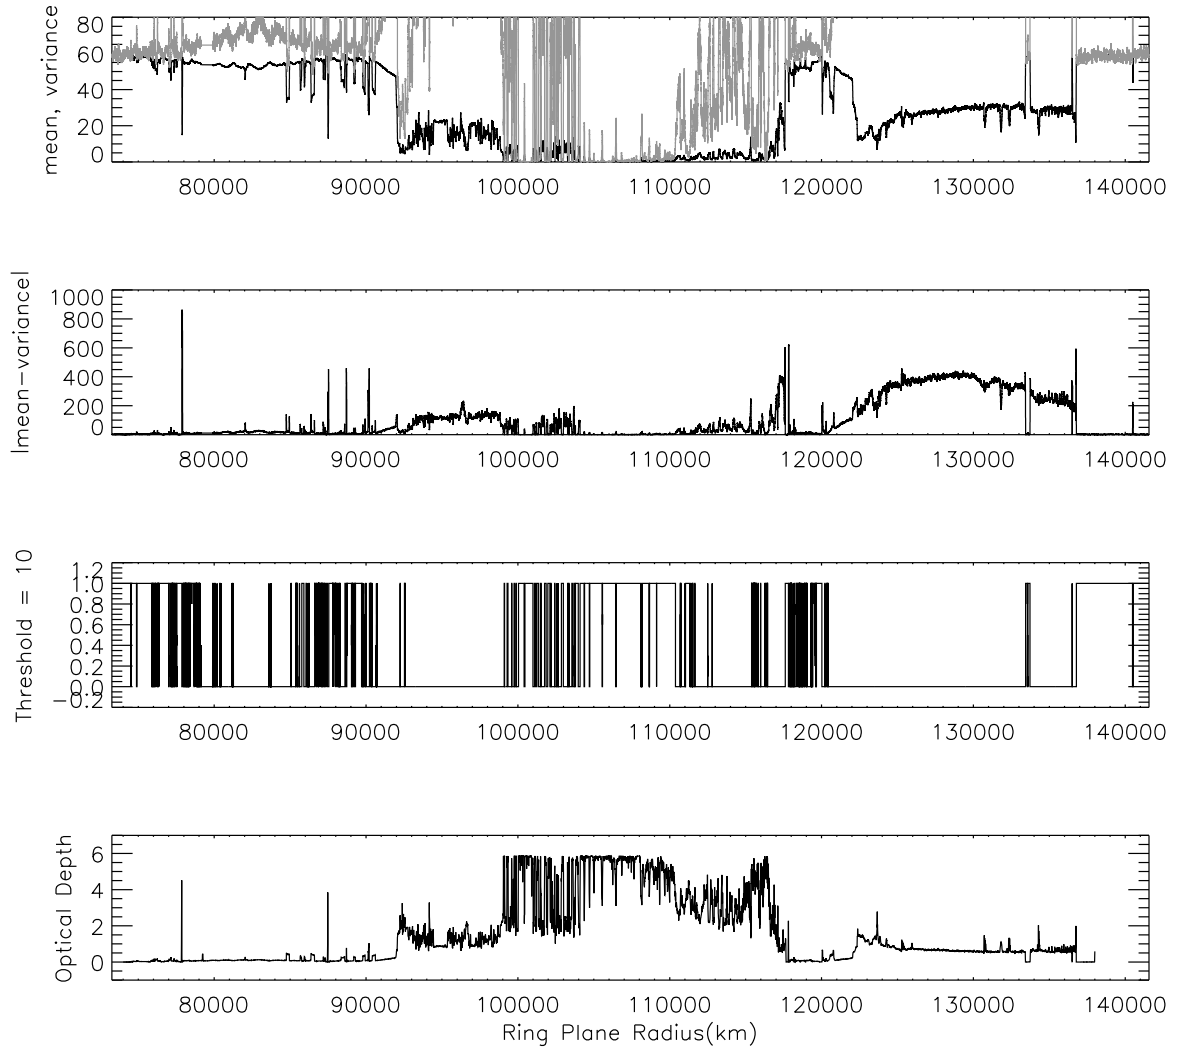 mean, variance
80
60
40
20
0
80000 90000 100000 110000 120000 130000 140000
|mean-variance|
1000
800
600
400
200
0
80000 90000 100000 110000 120000 130000 140000
Threshold = 10
1.2
1.0
0.8
0.6
0.4
0.2
0.0
-0.2
80000 90000 100000 110000 120000 130000 140000
Optical Depth
6
4
2
0
80000 90000 100000 110000 120000 130000 140000
Ring Plane Radius(km)